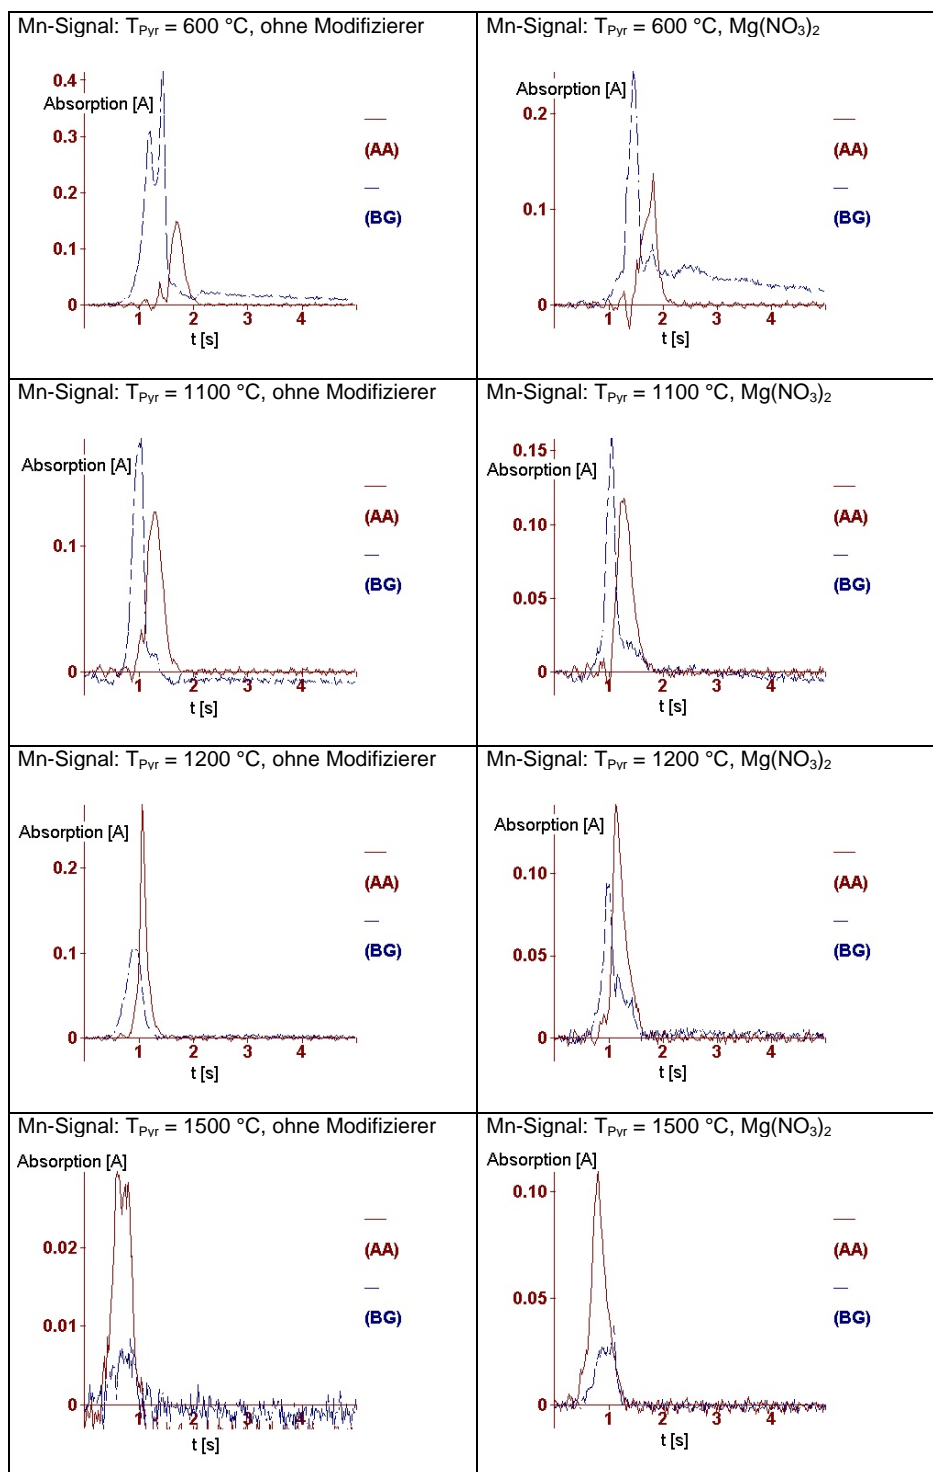 Mn-Signal: TPyr = 600 °C, ohne Modifizierer
0.4
Absorption [A]
(AA)
0.3
0.2
(BG)
0.1
0
1
2
3
4
t [s]
Mn-Signal: TPyr = 600 °C, Mg(NO3)2
Absorption [A]
0.2
(AA)
(BG)
0.1
0
1
2
3
4
t [s]
Mn-Signal: TPyr = 1100 °C, ohne Modifizierer
Absorption [A]
(AA)
0.1
(BG)
0
1
2
3
4
t [s]
Mn-Signal: TPyr = 1100 °C, Mg(NO3)2
0.15
Absorption [A]
(AA)
0.10
(BG)
0.05
0
1
2
3
4
t [s]
Mn-Signal: TPyr = 1200 °C, ohne Modifizierer
Absorption [A]
0.2
(AA)
(BG)
0.1
0
1
2
3
4
t [s]
Mn-Signal: TPyr = 1200 °C, Mg(NO3)2
Absorption [A]
0.10
(AA)
(BG)
0.05
0
1
2
3
4
t [s]
Mn-Signal: TPyr = 1500 °C, ohne Modifizierer
Absorption [A]
(AA)
0.02
(BG)
0.01
0
1
2
3
4
t [s]
Mn-Signal: TPyr = 1500 °C, Mg(NO3)2
Absorption [A]
0.10
(AA)
0.05
(BG)
0
1
2
3
4
t [s]